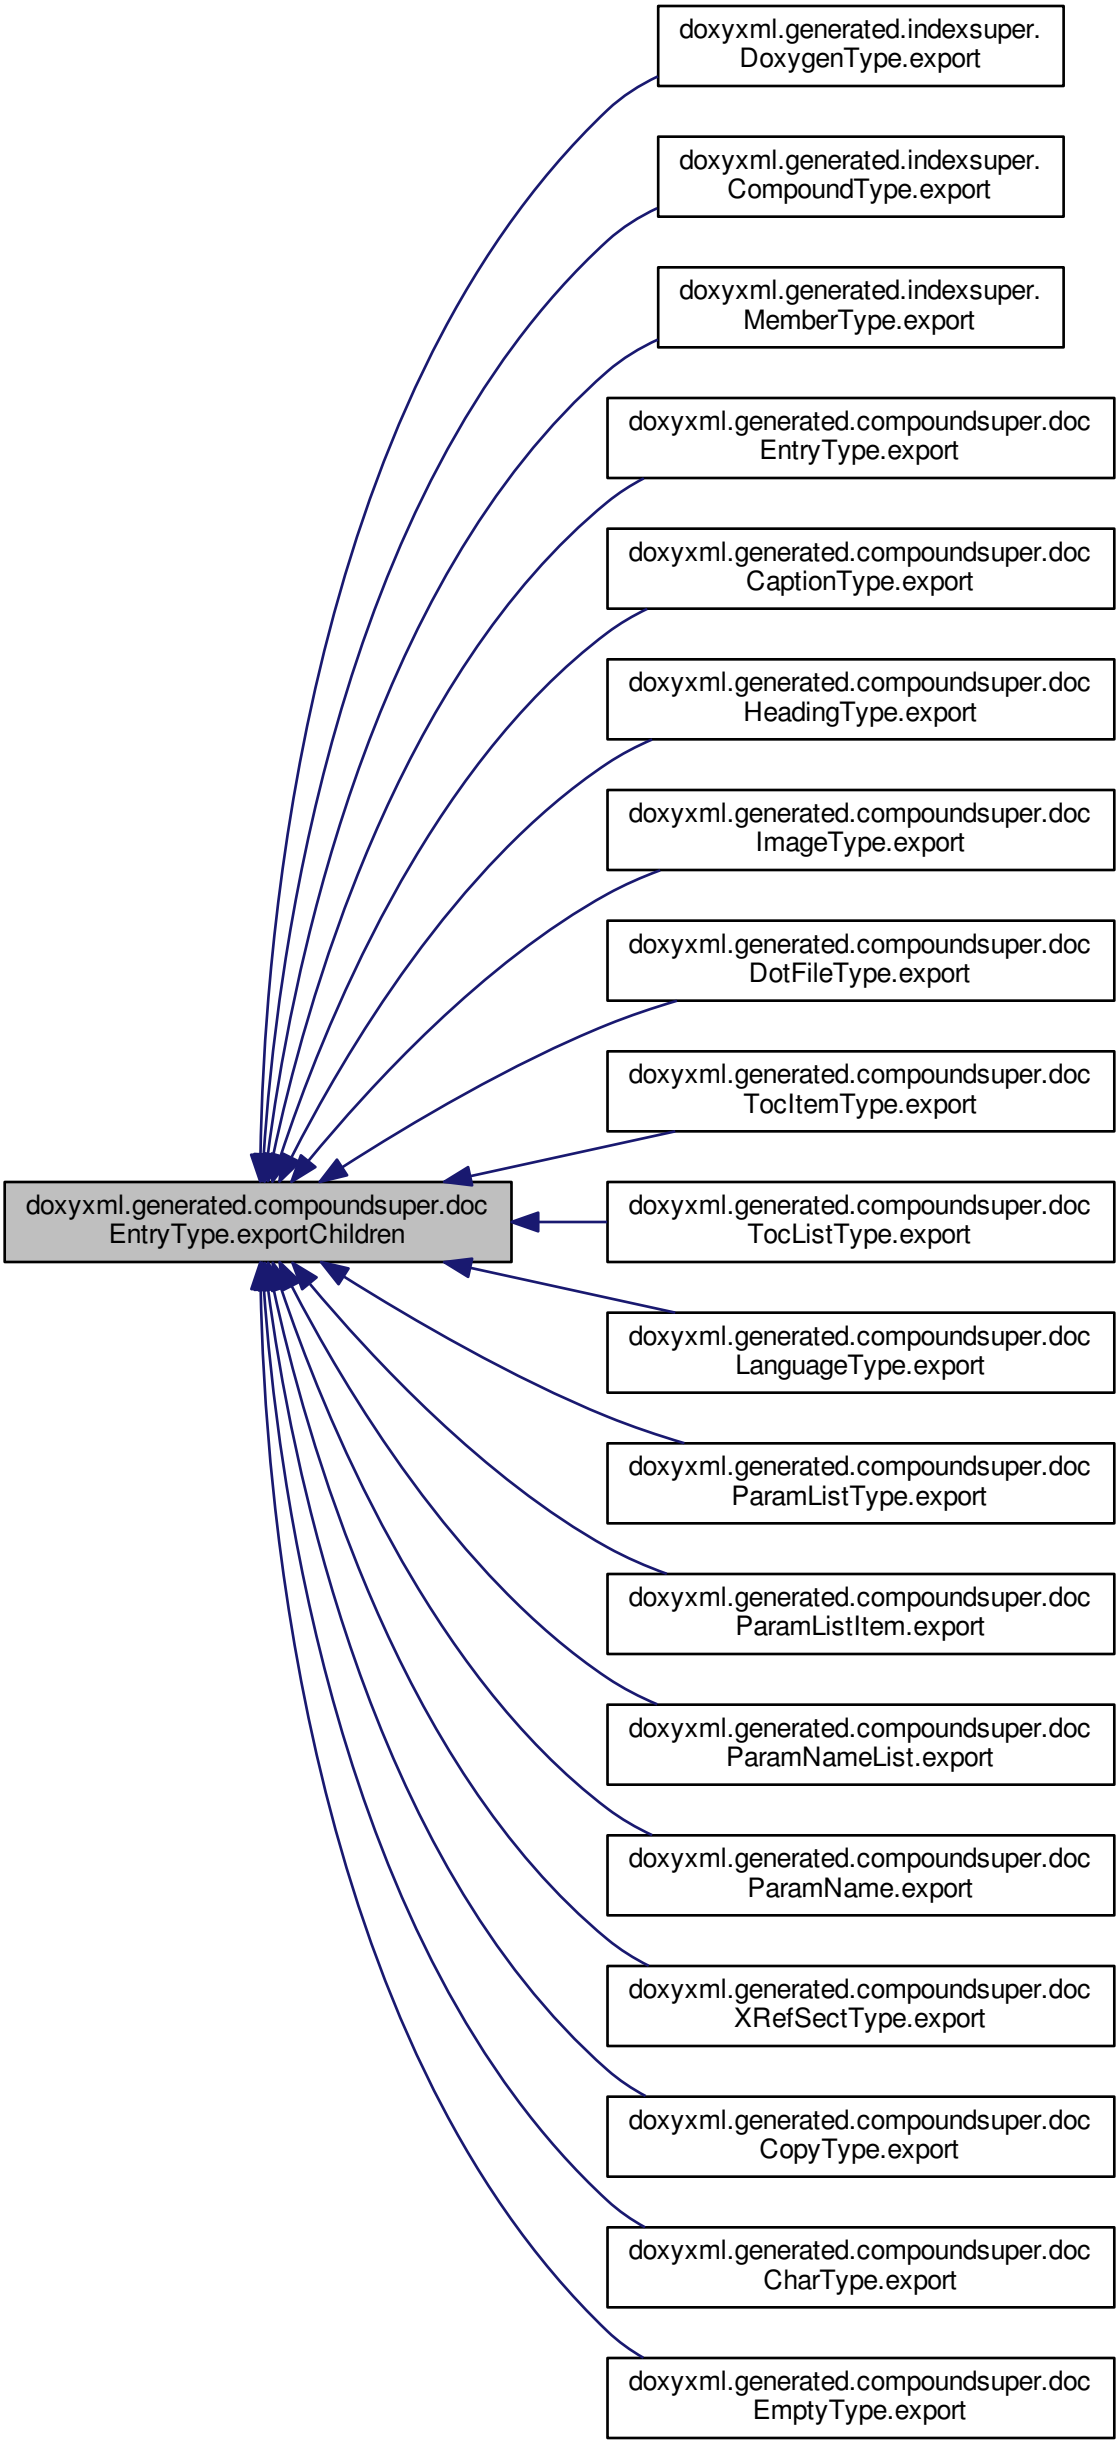 doxyxml.generated.indexsuper.
DoxygenType.export
doxyxml.generated.indexsuper.
CompoundType.export
doxyxml.generated.indexsuper.
MemberType.export
doxyxml.generated.compoundsuper.doc
EntryType.export
doxyxml.generated.compoundsuper.doc
CaptionType.export
doxyxml.generated.compoundsuper.doc
HeadingType.export
doxyxml.generated.compoundsuper.doc
ImageType.export
doxyxml.generated.compoundsuper.doc
DotFileType.export
doxyxml.generated.compoundsuper.doc
TocItemType.export
doxyxml.generated.compoundsuper.doc
EntryType.exportChildren
doxyxml.generated.compoundsuper.doc
TocListType.export
doxyxml.generated.compoundsuper.doc
LanguageType.export
doxyxml.generated.compoundsuper.doc
ParamListType.export
doxyxml.generated.compoundsuper.doc
ParamListItem.export
doxyxml.generated.compoundsuper.doc
ParamNameList.export
doxyxml.generated.compoundsuper.doc
ParamName.export
doxyxml.generated.compoundsuper.doc
XRefSectType.export
doxyxml.generated.compoundsuper.doc
CopyType.export
doxyxml.generated.compoundsuper.doc
CharType.export
doxyxml.generated.compoundsuper.doc
EmptyType.export